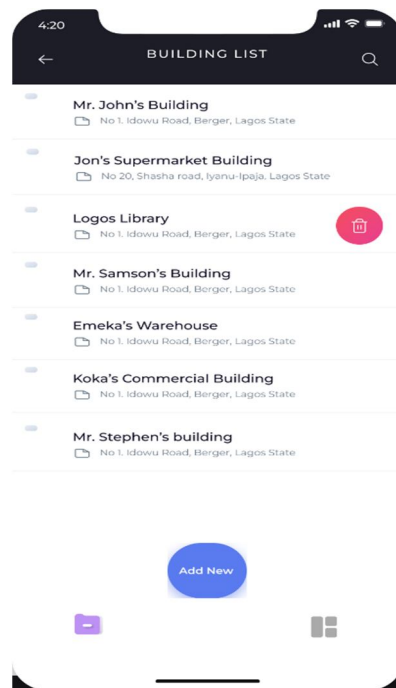 4:20
BUILDING LIST
Mr. John's Building
No 1. Idowu Road, Berger, Lagos State
Jon's Supermarket Building
No 20, Shasha road, Iyanu-Ipaja, Lagos State
Logos Library
No 1. Idowu Road, Berger, Lagos State
Mr. Samson's Building
No 1. Idowu Road, Berger, Lagos State
Emeka's Warehouse
No 1. Idowu Road, Berger, Lagos State
Koka's Commercial Building
No 1. Idowu Road, Berger, Lagos State
Mr. Stephen's building
No 1. Idowu Road, Berger, Lagos State
Add New